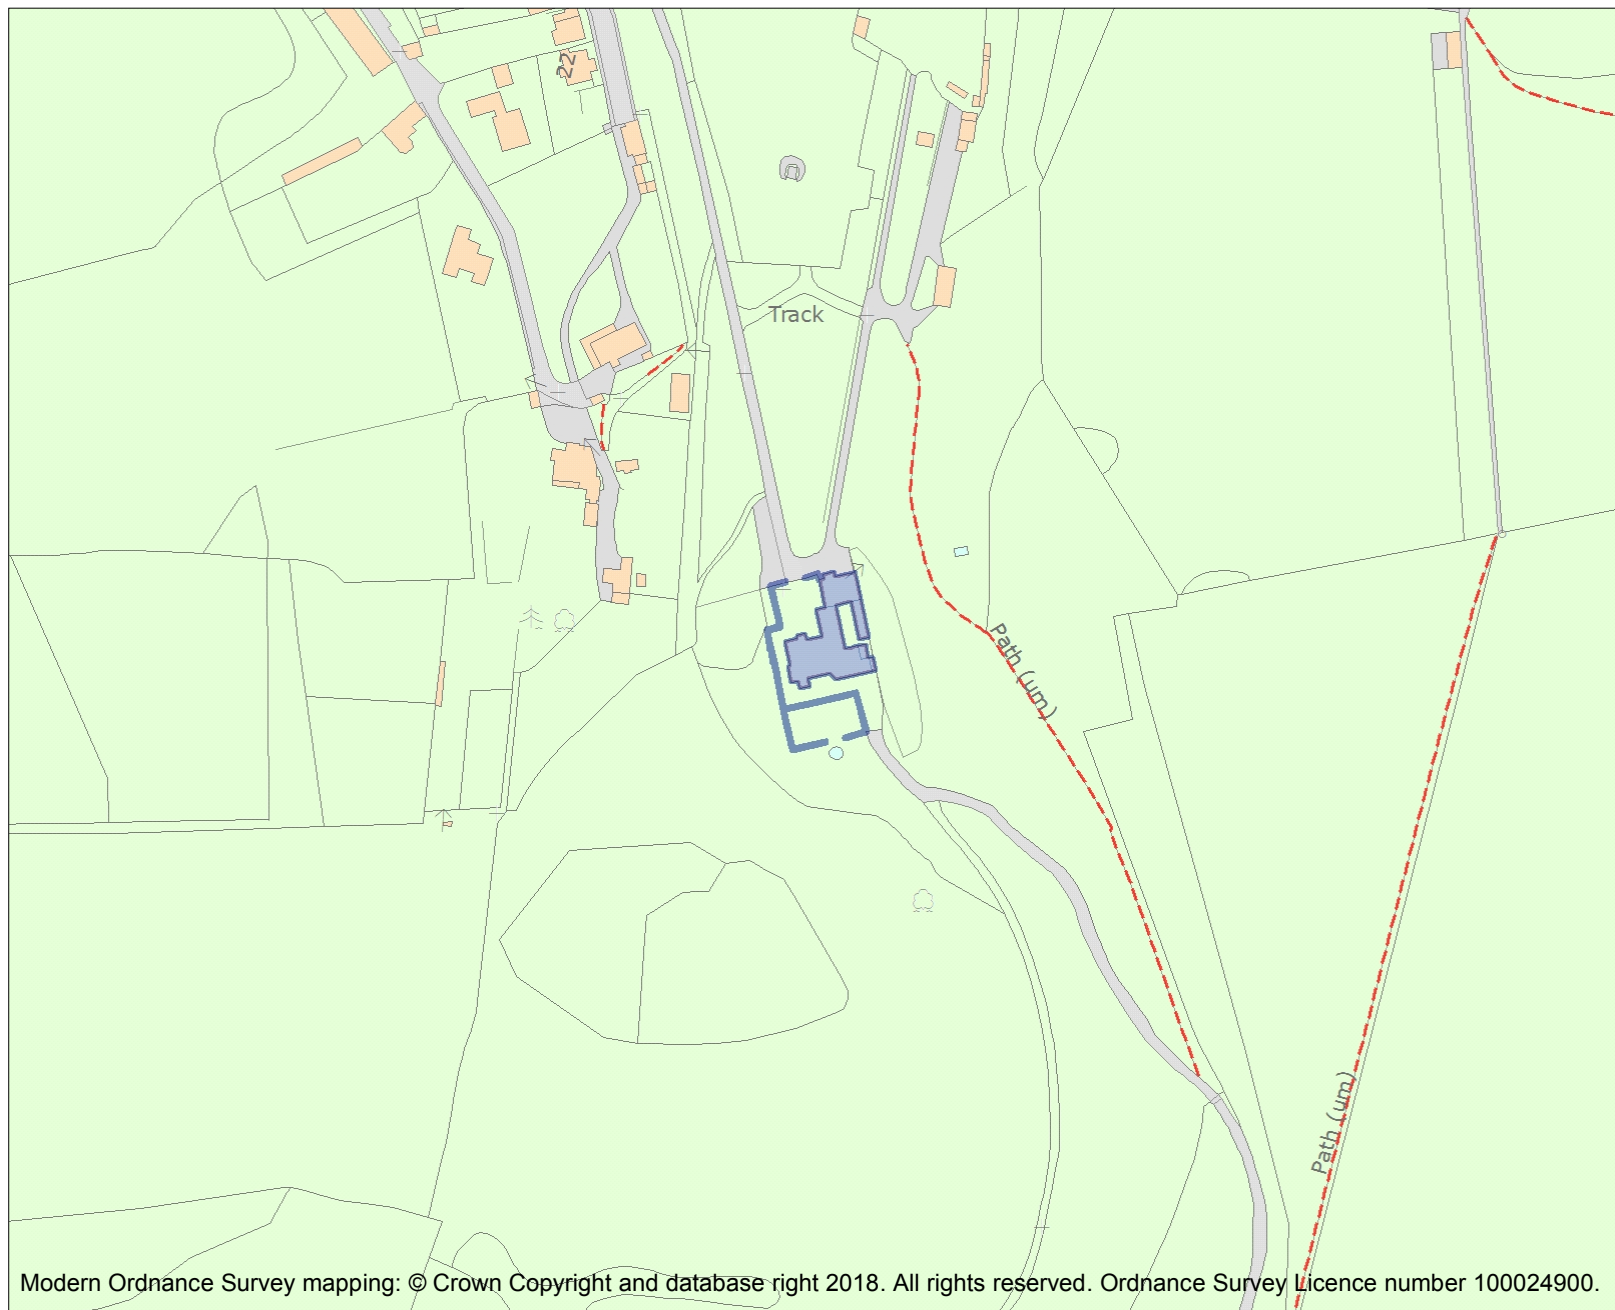 22
Track
Path (um)
Path (um)
Modern Ordnance Survey mapping: © Crown Copyright and database right 2018. All rights reserved. Ordnance Survey Licence number 100024900.